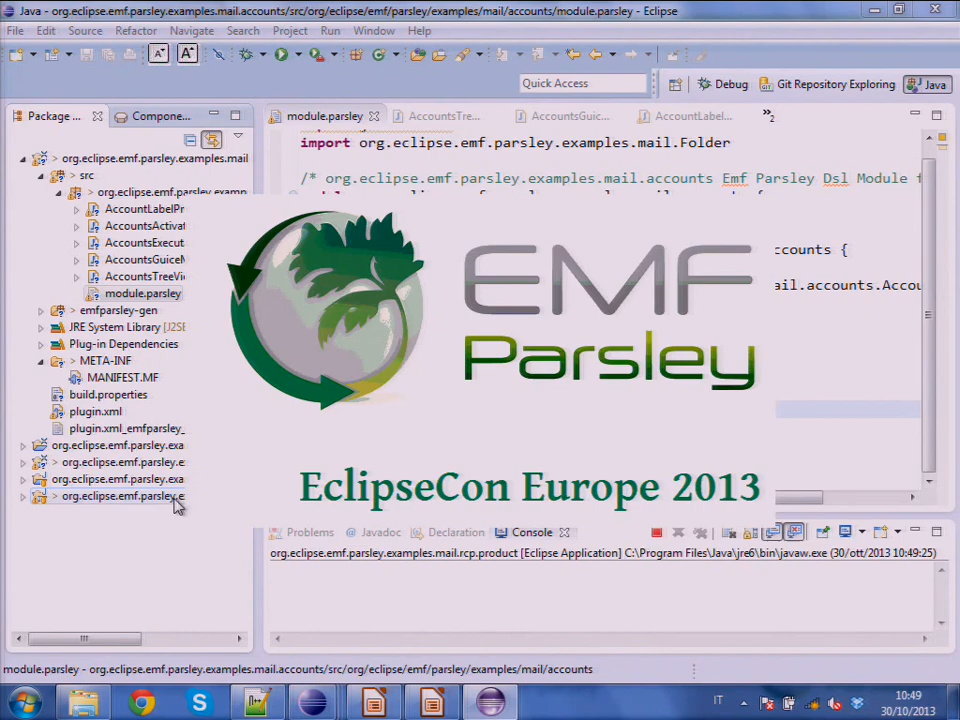 Java - org.eclipse.emf.parsley.examples.mail.accounts/src/org/eclipse/emf/parsley/examples/mail/accounts/module.parsley - Eclipse
File Edit Source Refactor Navigate Search Project Run Window Help
Quick Access
Debug Git Repository Exploring Java
Package ... Compone...
module.parsley AccountsTre... AccountsGuic... AccountLabel... »2
> org.eclipse.emf.parsley.examples.mail
import org.eclipse.emf.parsley.examples.mail.Folder
> src
/* org.eclipse.emf.parsley.examples.mail.accounts Emf Parsley Dsl Module f
> org.eclipse.emf.parsley.examp
AccountLabelPr
AccountsActivat
AccountsExecut
ccounts {
AccountsGuiceM
AccountsTreeVi
ail.accounts.Accou
module.parsley
> emfparsley-gen
JRE System Library [J2SE
Plug-in Dependencies
> META-INF
MANIFEST.MF
build.properties
plugin.xml
plugin.xml_emfparsley_
EMF
Parsley
org.eclipse.emf.parsley.exa
> org.eclipse.emf.parsley.e
org.eclipse.emf.parsley.exa
> org.eclipse.emf.parsley.e
EclipseCon Europe 2013
Problems @ Javadoc Declaration Console
org.eclipse.emf.parsley.examples.mail.rcp.product [Eclipse Application] C:\Program Files\Java\jre6\bin\javaw.exe (30/ott/2013 10:49:25)
module.parsley - org.eclipse.emf.parsley.examples.mail.accounts/src/org/eclipse/emf/parsley/examples/mail/accounts
IT
10:49
30/10/2013